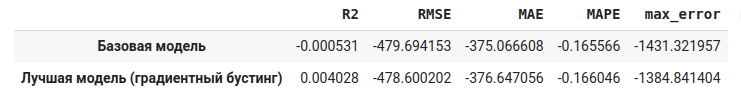 R2 RMSE MAE MAPE max_error
Базовая модель -0.000531 -479.694153 -375.066608 -0.165566 -1431.321957
Лучшая модель (градиентный бустинг) 0.004028 -478.600202 -376.647056 -0.166046 -1384.841404